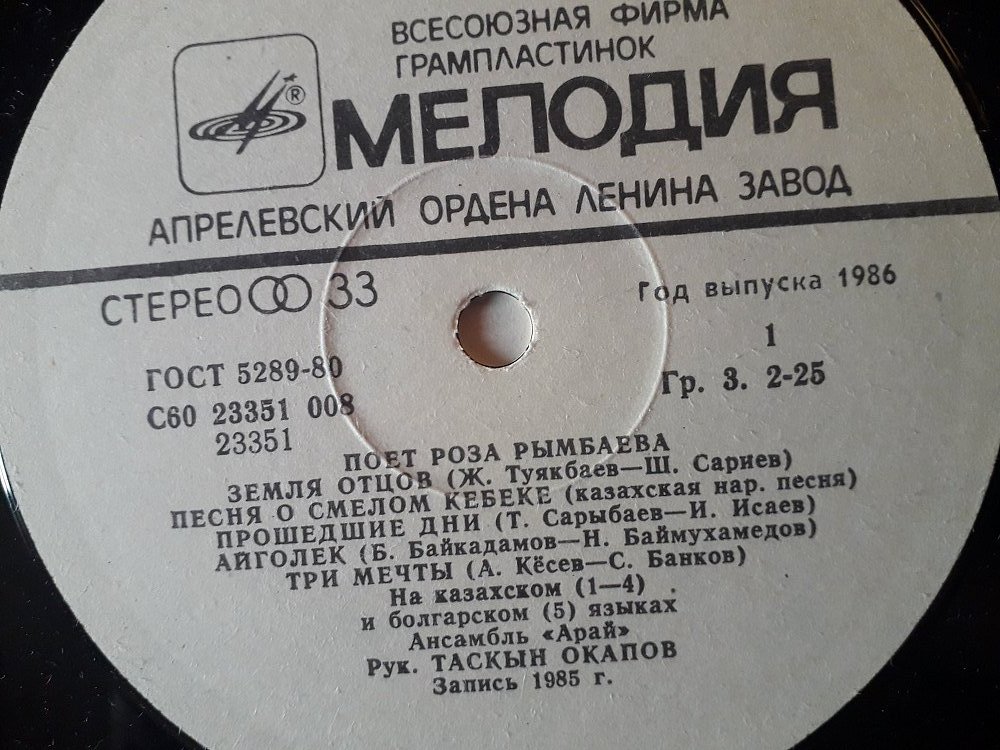 ВСЕСОЮЗНАЯ ФИРМА
ГРАМПЛАСТИНОК
®
МЕЛОДИЯ
АПРЕЛЕВСКИЙ ОРДЕНА ЛЕНИНА ЗАВОД
СТЕРЕО 33
Год выпуска 1986
1
ГОСТ 5289-80
Гр. 3. 2-25
С60 23351 008
23351
ПОЕТ РОЗА РЫМБАЕВА
ЗЕМЛЯ ОТЦОВ (Ж. Туякбаев—Ш. Сариев)
ПЕСНЯ О СМЕЛОМ КЕБЕКЕ (казахская нар. песня)
ПРОШЕДШИЕ ДНИ (Т. Сарыбаев—И. Исаев)
АЙГОЛЕК (Б. Байкадамов—Н. Баймухамедов)
ТРИ МЕЧТЫ (А. Кёсев—С. Банков)
На казахском (1—4)
и болгарском (5) языках
Ансамбль «Арай»
Рук. ТАСКЫН ОКАПОВ
Запись 1985 г.